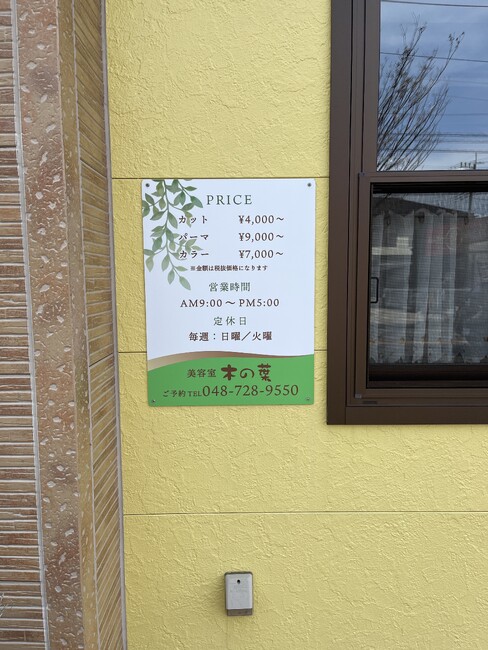 PRICE
カット ¥4,000～
パーマ ¥9,000～
カラー ¥7,000～
※金額は税抜価格になります
営業時間
AM9:00～PM5:00
定休日
毎週：日曜／火曜
美容室 木の葉
ご予約TEL048-728-9550